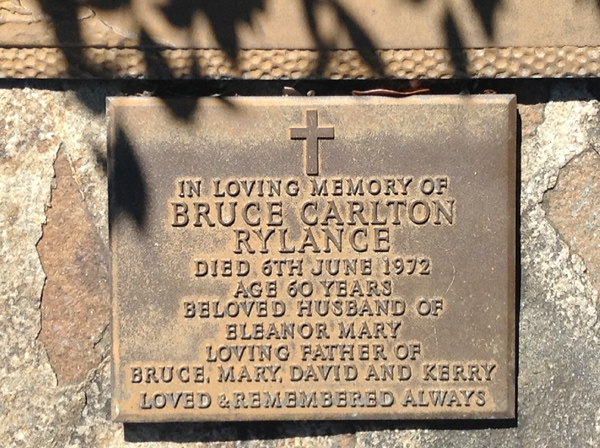 IN LOVING MEMORY OF
BRUCE CARLTON
RYLANCE
DIED 6TH JUNE 1972
AGE 60 YEARS
BELOVED HUSBAND OF
ELEANOR MARY
LOVING FATHER OF
BRUCE, MARY, DAVID AND KERRY
LOVED & REMEMBERED ALWAYS